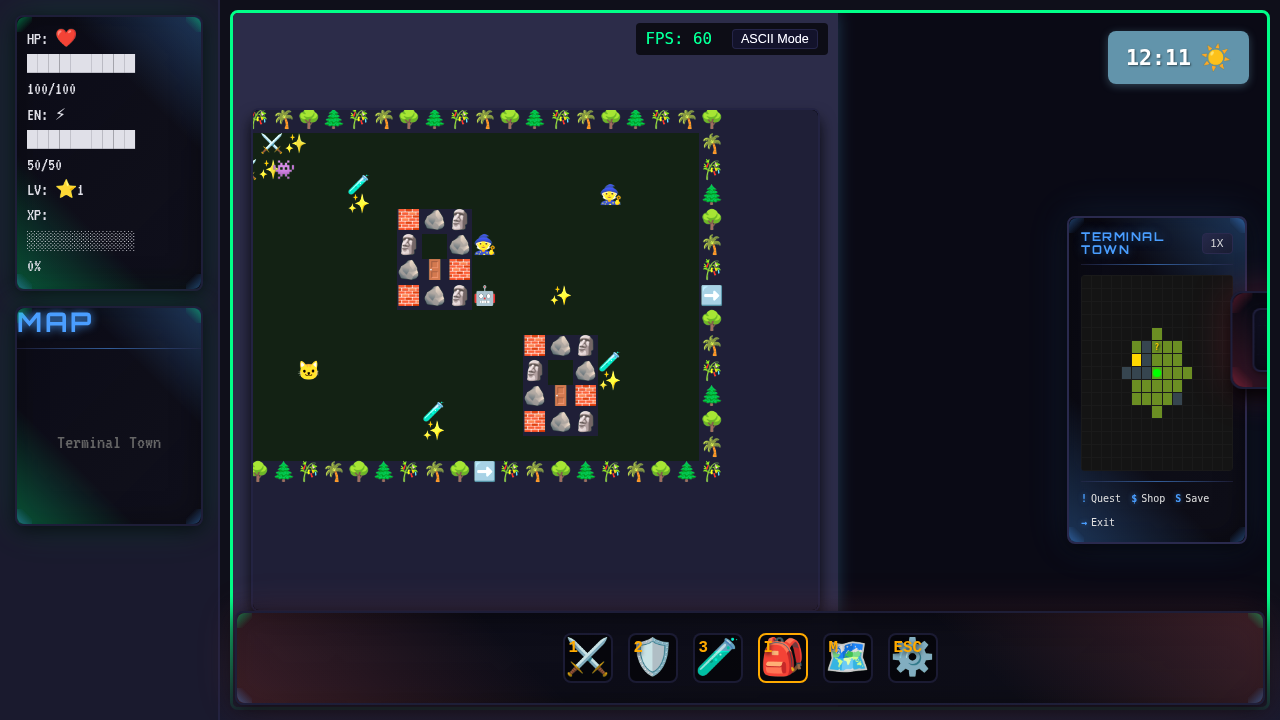 HP: ❤️
100/100
EN: ⚡
50/50
LV: ⭐1
XP:
0%
MAP
Terminal Town
FPS: 60
ASCII Mode
12:11 ☀️
TERMINAL TOWN
1X
?
! Quest $ Shop S Save
→ Exit
1
2
3
I
M
ESC